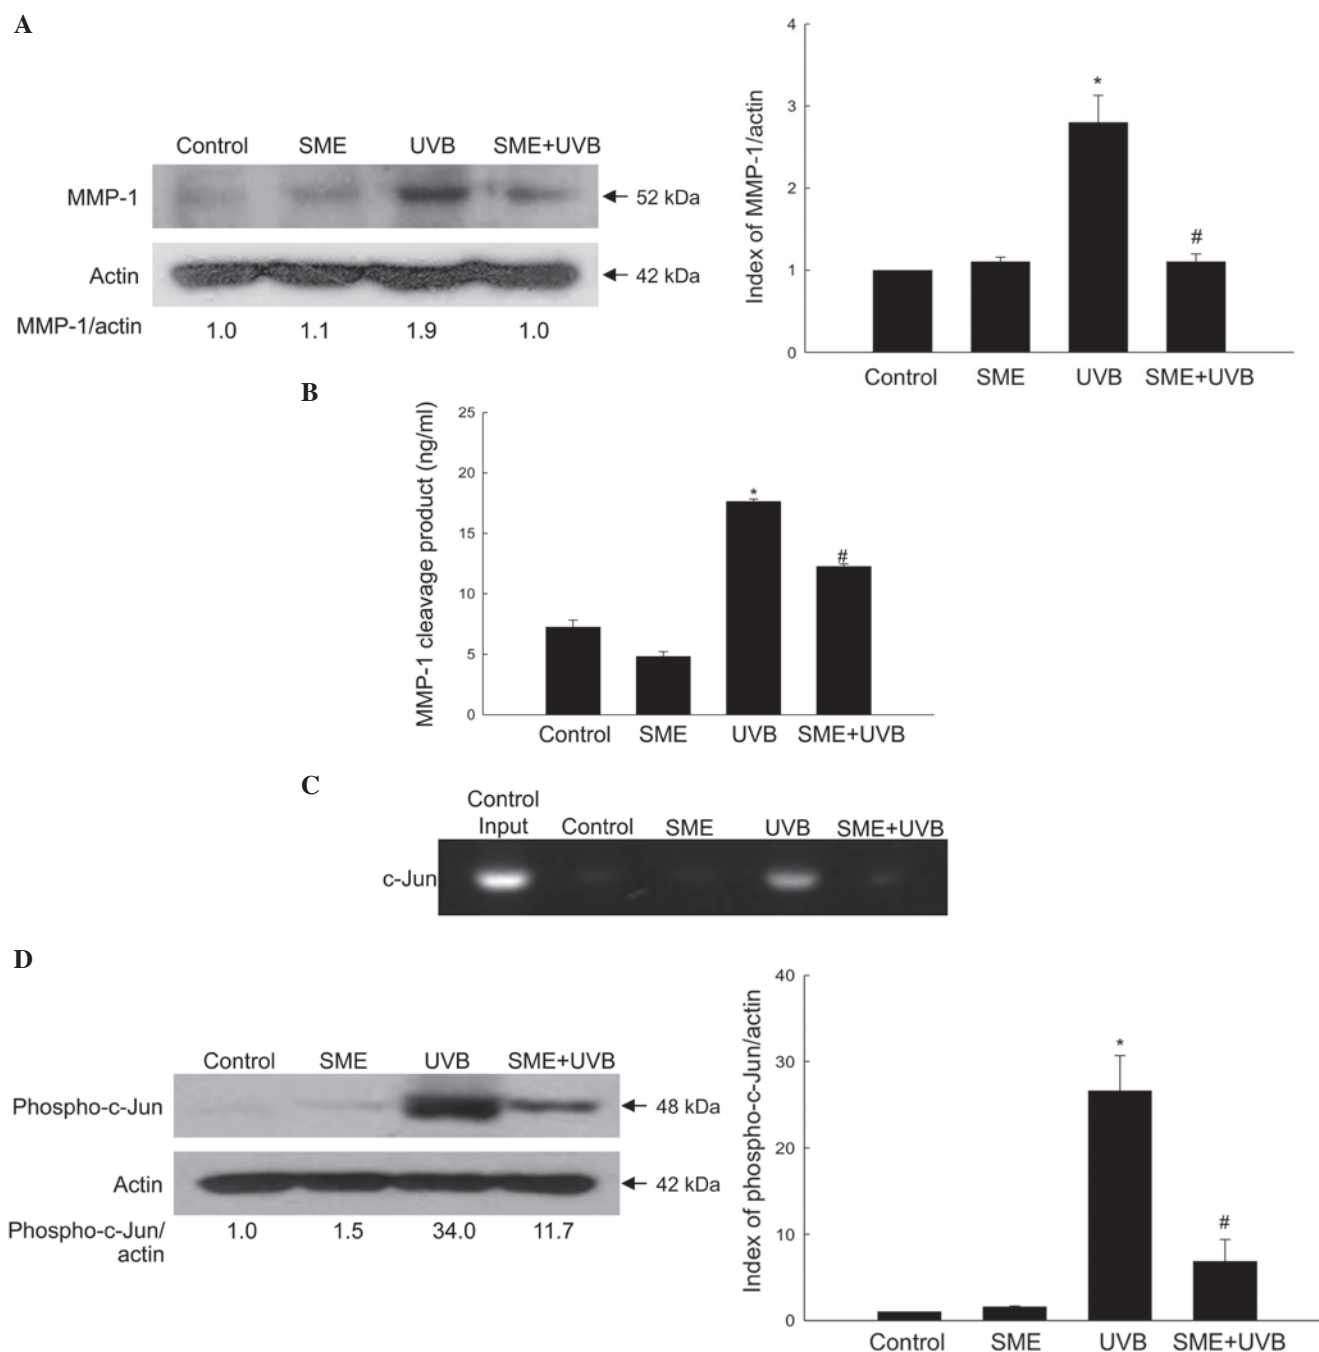 A
Control SME UVB SME+UVB
MMP-1 52 kDa
Actin 42 kDa
MMP-1/actin 1.0 1.1 1.9 1.0
Index of MMP-1/actin
4
3
2
1
0
*
#
Control SME UVB SME+UVB
B
MMP-1 cleavage product (ng/ml)
25
20
15
10
5
0
*
#
Control SME UVB SME+UVB
C
Control
Input Control SME UVB SME+UVB
c-Jun
D
Control SME UVB SME+UVB
Phospho-c-Jun 48 kDa
Actin 42 kDa
Phospho-c-Jun/ 1.0 1.5 34.0 11.7
actin
Index of phospho-c-Jun/actin
40
30
20
10
0
*
#
Control SME UVB SME+UVB